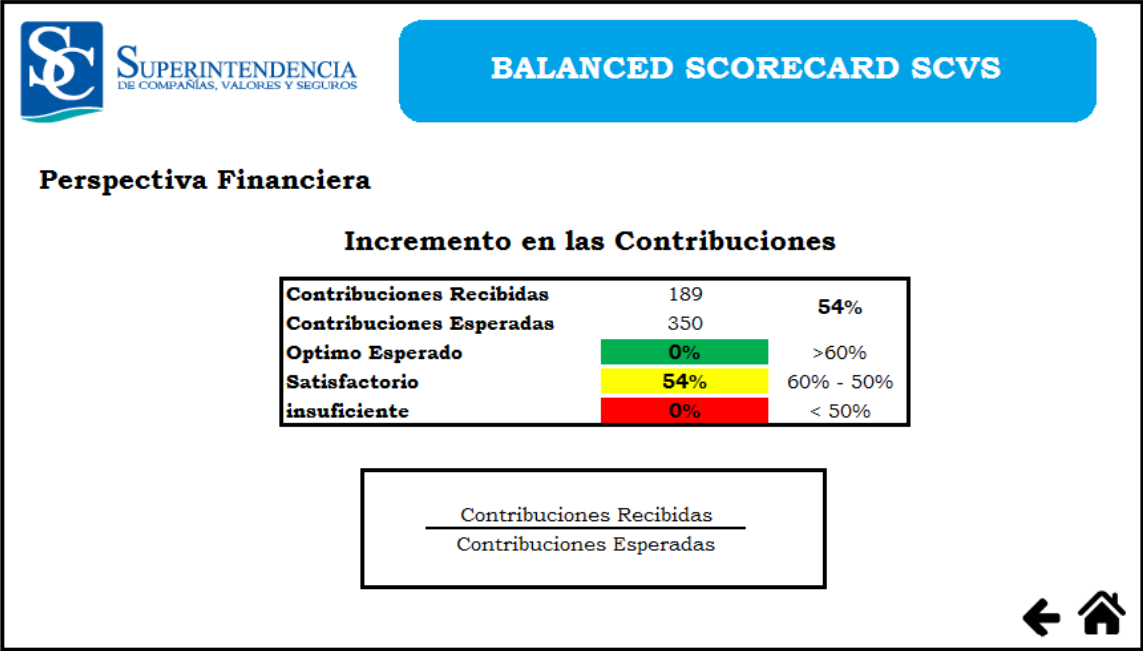 SC
SUPERINTENDENCIA
DE COMPAÑÍAS, VALORES Y SEGUROS
BALANCED SCORECARD SCVS
Perspectiva Financiera
Incremento en las Contribuciones
Contribuciones Recibidas 189
54%
Contribuciones Esperadas 350
Optimo Esperado 0% >60%
Satisfactorio 54% 60% - 50%
insuficiente 0% < 50%
Contribuciones Recibidas
Contribuciones Esperadas